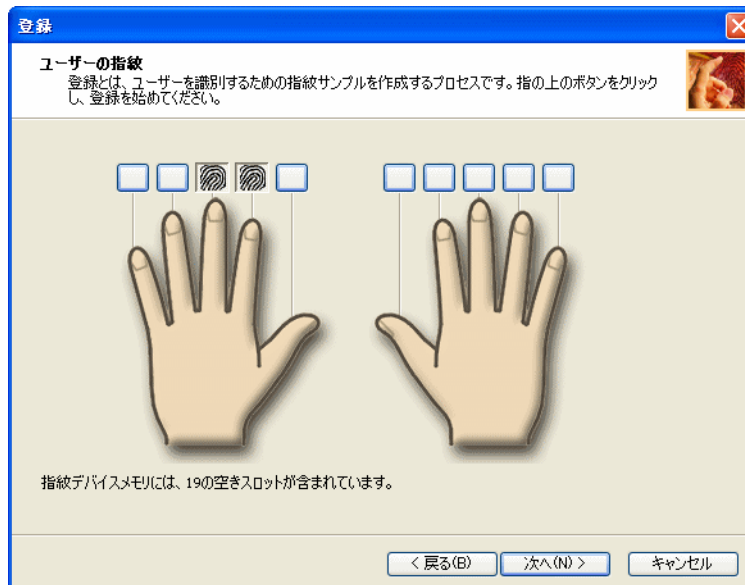 登録
ユーザーの指紋
登録とは、ユーザーを識別するための指紋サンプルを作成するプロセスです。指の上のボタンをクリック
し、登録を始めてください。
指紋デバイスメモリには、19の空きスロットが含まれています。
< 戻る(B) 次へ(N) > キャンセル